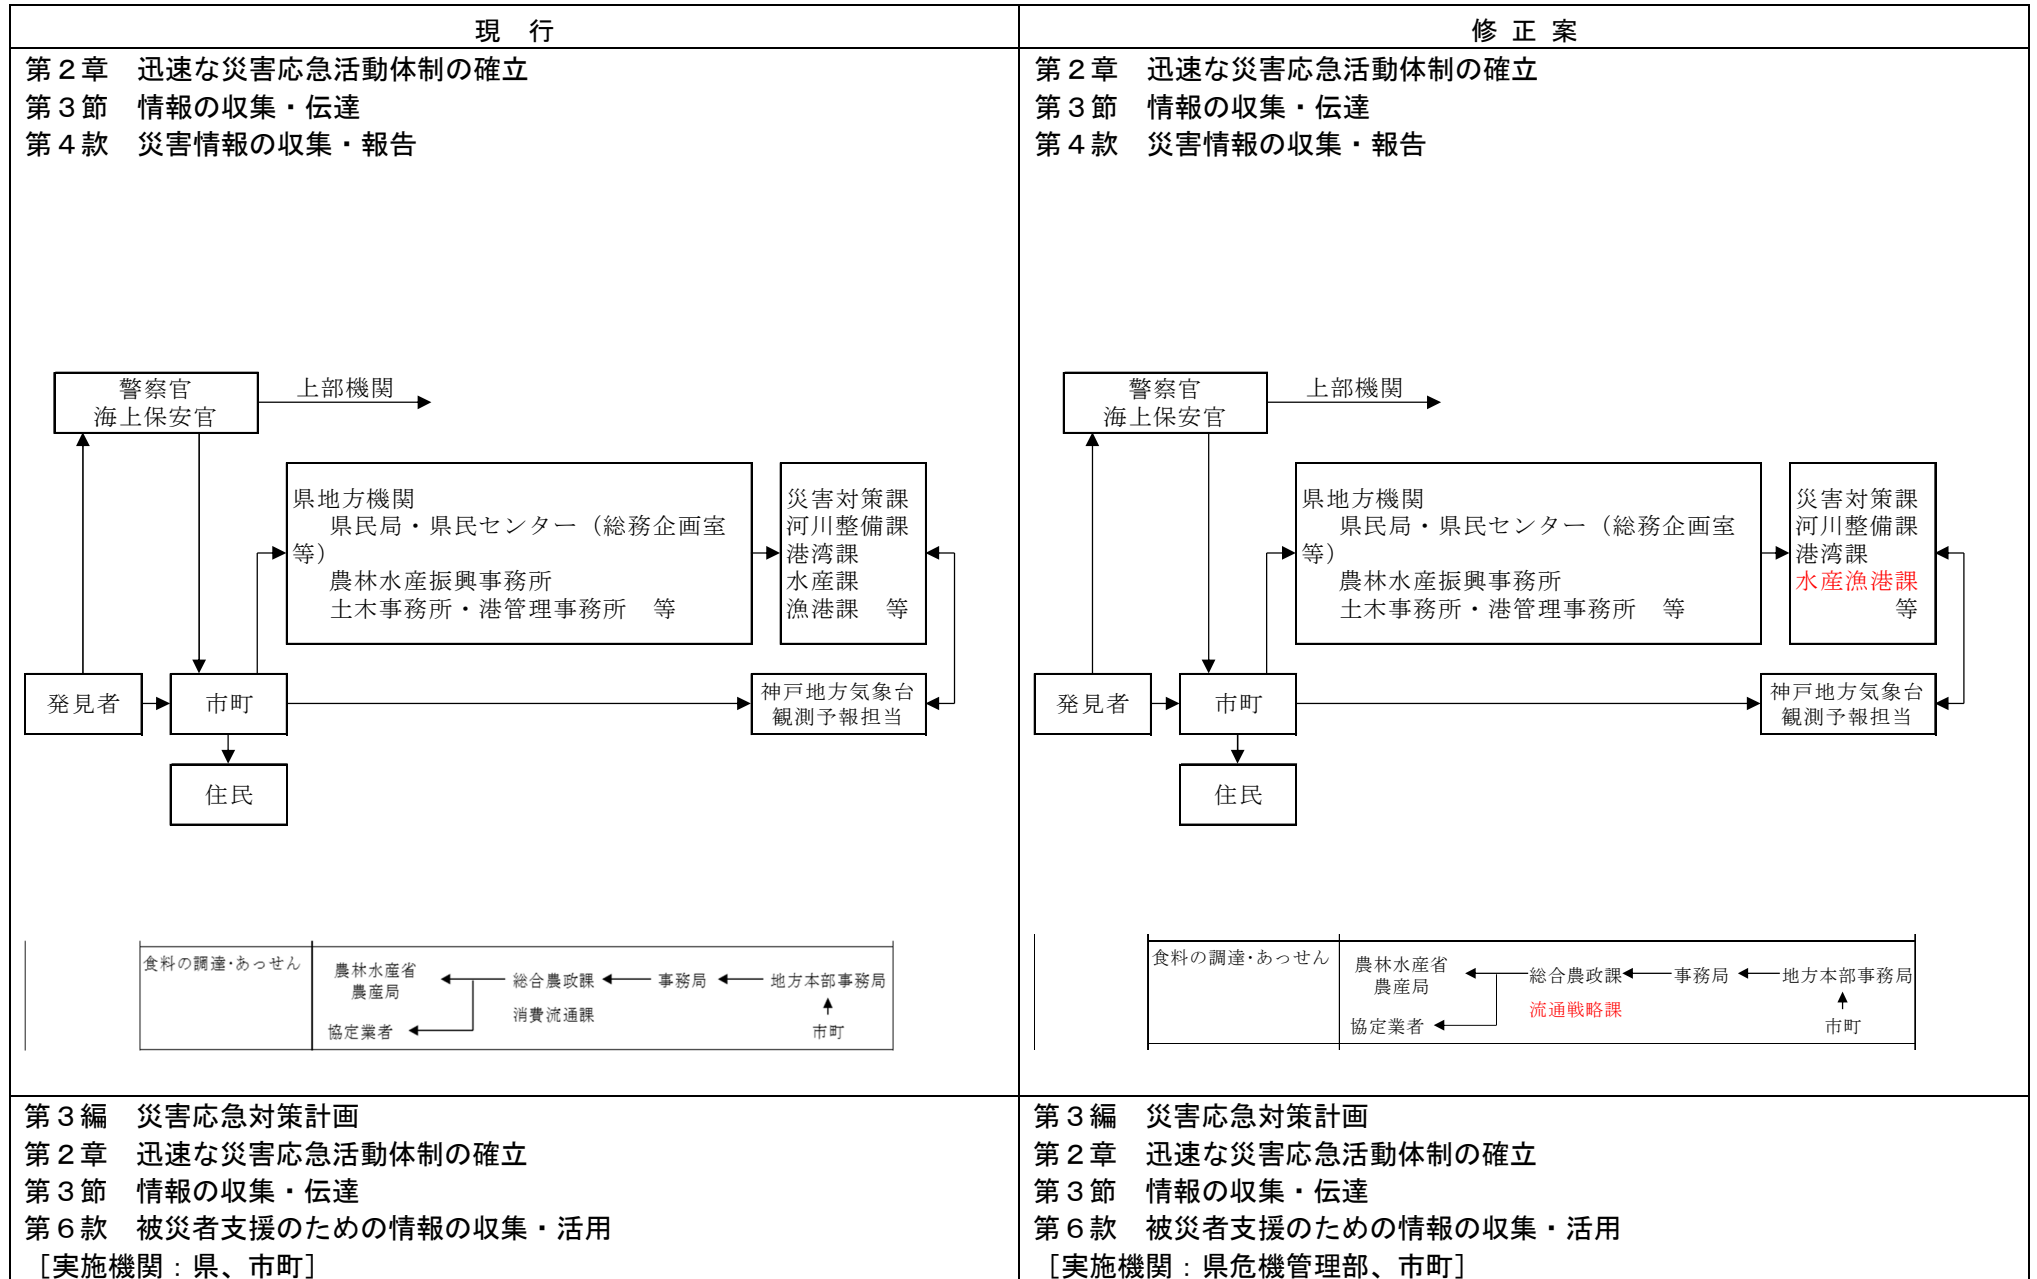 現　行
第２章　迅速な災害応急活動体制の確立
第３節　情報の収集・伝達
第４款　災害情報の収集・報告
警察官
海上保安官
上部機関
県地方機関
県民局・県民センター（総務企画室
等）
農林水産振興事務所
土木事務所・港管理事務所　等
災害対策課
河川整備課
港湾課
水産課
漁港課　等
発見者
市町
神戸地方気象台
観測予報担当
住民
食料の調達・あっせん
農林水産省
農産局
総合農政課
事務局
地方本部事務局
消費流通課
協定業者
市町
第３編　災害応急対策計画
第２章　迅速な災害応急活動体制の確立
第３節　情報の収集・伝達
第６款　被災者支援のための情報の収集・活用
［実施機関：県、市町］
修 正 案
第２章　迅速な災害応急活動体制の確立
第３節　情報の収集・伝達
第４款　災害情報の収集・報告
警察官
海上保安官
上部機関
県地方機関
県民局・県民センター（総務企画室
等）
農林水産振興事務所
土木事務所・港管理事務所　等
災害対策課
河川整備課
港湾課
水産漁港課
等
発見者
市町
神戸地方気象台
観測予報担当
住民
食料の調達・あっせん
農林水産省
農産局
総合農政課
事務局
地方本部事務局
流通戦略課
協定業者
市町
第３編　災害応急対策計画
第２章　迅速な災害応急活動体制の確立
第３節　情報の収集・伝達
第６款　被災者支援のための情報の収集・活用
［実施機関：県危機管理部、市町］